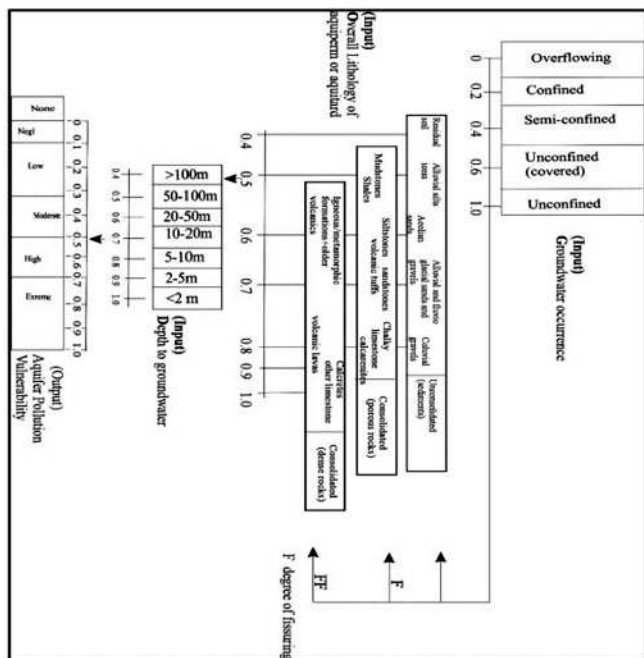 Overflowing
Confined
Semi-confined
Unconfined
(covered)
Unconfined
0
0.2
0.4
0.6
1.0
(Input)
Groundwater occurrence
(Input)
Overall Lithology of
aquiperm or aquitard
Residual
soil
Alluvial silts
Aeolian
sands
Alluvial and fluvio
glacial sands and
gravels
Coluvial
gravels
Unconsolidated
(sediments)
Mudstones
Shales
Siltstones
volcanic tuffs
sandstones
Chalky
limestone
calcarenites
Consolidated
(porous rocks)
Igneous/metamorphic
formations+older
volcanics
volcanic lavas
Calcretes
other limestone
Consolidated
(dense rocks)
0.4
0.5
0.6
0.7
0.8
0.9
1.0
F
FF
F degree of fissuring
>100m
50-100m
20-50m
10-20m
5-10m
2-5m
<2 m
0.4
0.5
0.6
0.7
0.8
0.9
1.0
(Input)
Depth to groundwater
None
Negl
Low
Moderate
High
0
0.1
0.2
0.3
0.4
0.5
0.6
0.7
0.8
0.9
1.0
(Output)
Aquifer Pollution
Vulnerability